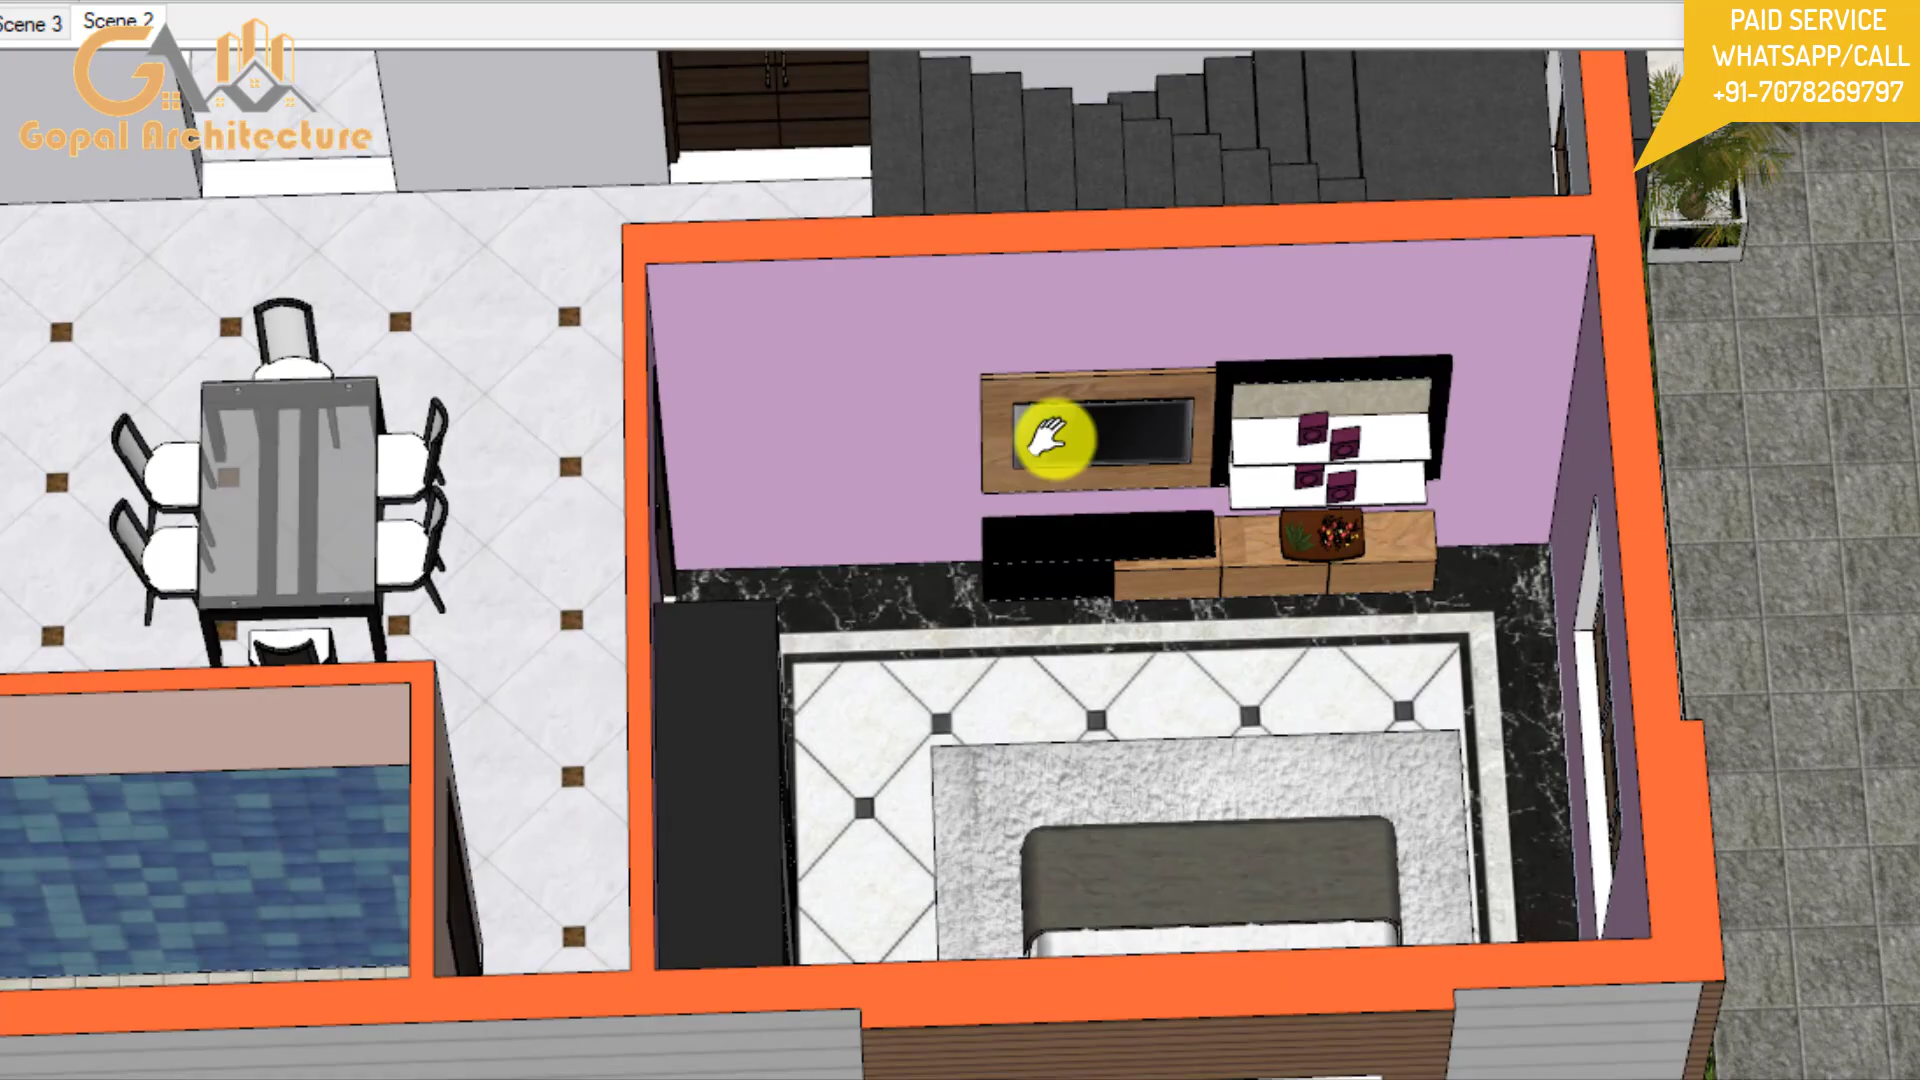 Scene 3
Scene 2
Gopal Architecture
PAID SERVICE
WHATSAPP/CALL
+91-7078269797